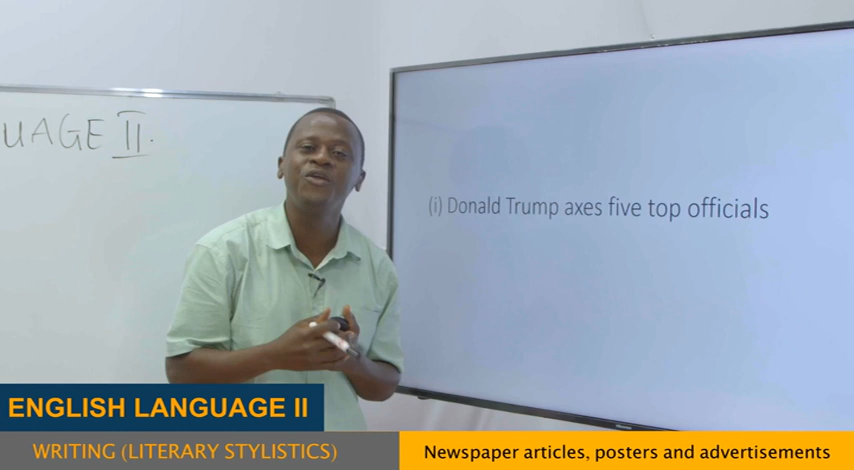 UAGE II.
(i) Donald Trump axes five top officials
ENGLISH LANGUAGE II
WRITING (LITERARY STYLISTICS)
Newspaper articles, posters and advertisements